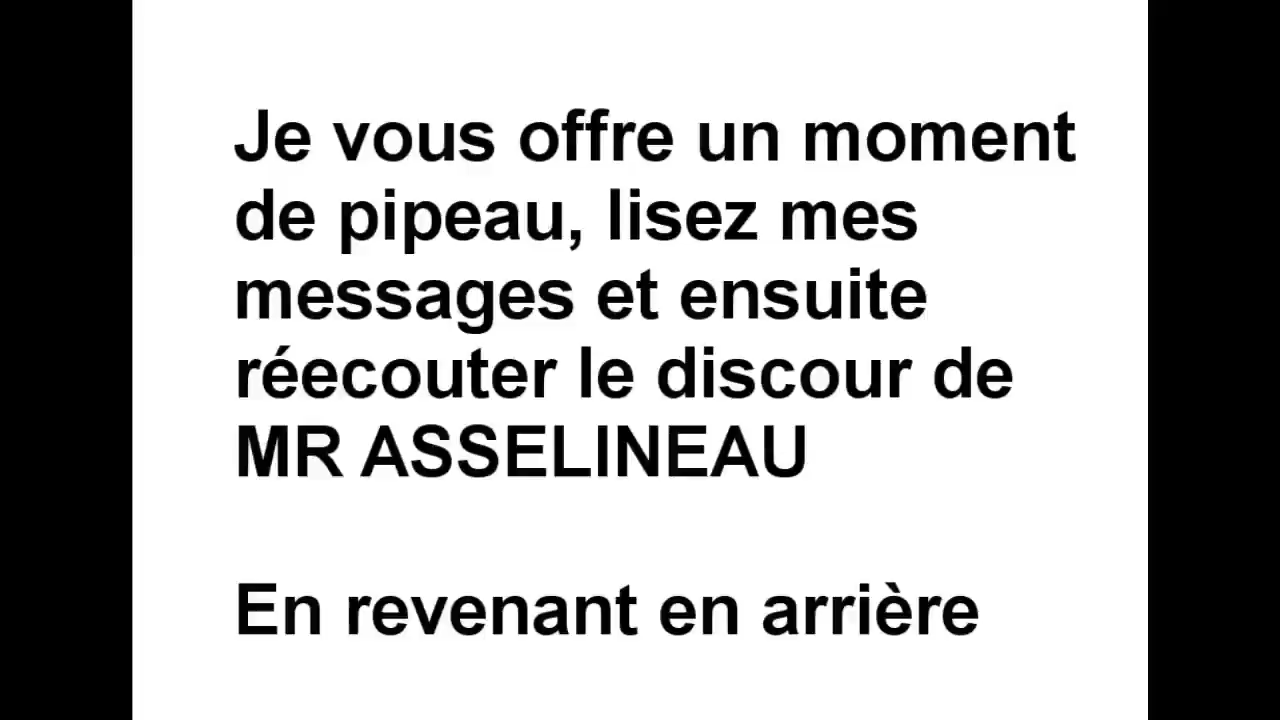 Je vous offre un moment
de pipeau, lisez mes
messages et ensuite
réecouter le discour de
MR ASSELINEAU
En revenant en arrière